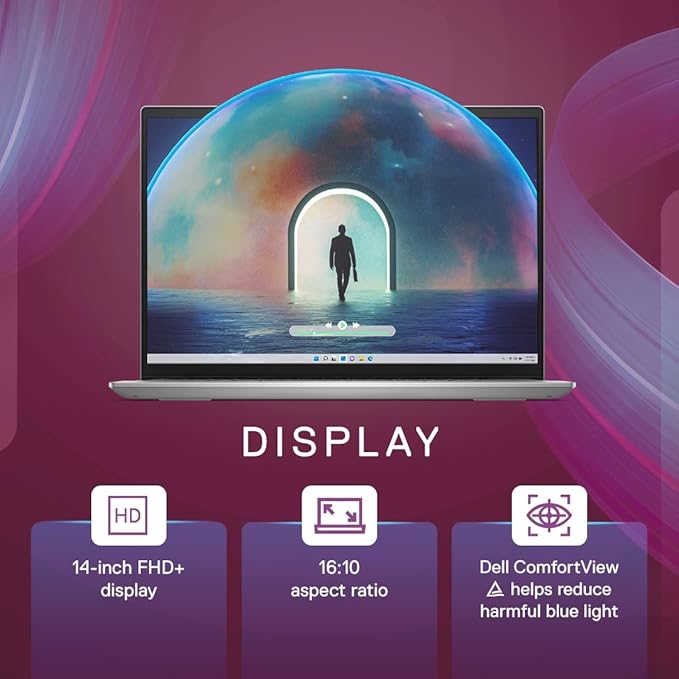 DISPLAY
HD
14-inch FHD+
display
16:10
aspect ratio
Dell ComfortView
helps reduce
harmful blue light